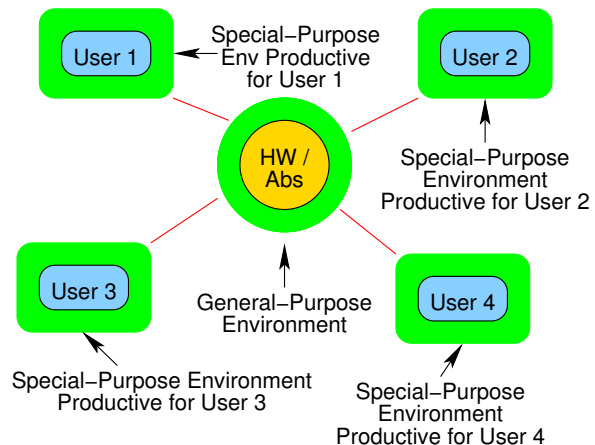 User 1
Special−Purpose
Env Productive
for User 1
User 2
HW /
Abs
Special−Purpose
Environment
Productive for User 2
User 3
General−Purpose
Environment
User 4
Special−Purpose Environment
Productive for User 3
Special−Purpose
Environment
Productive for User 4